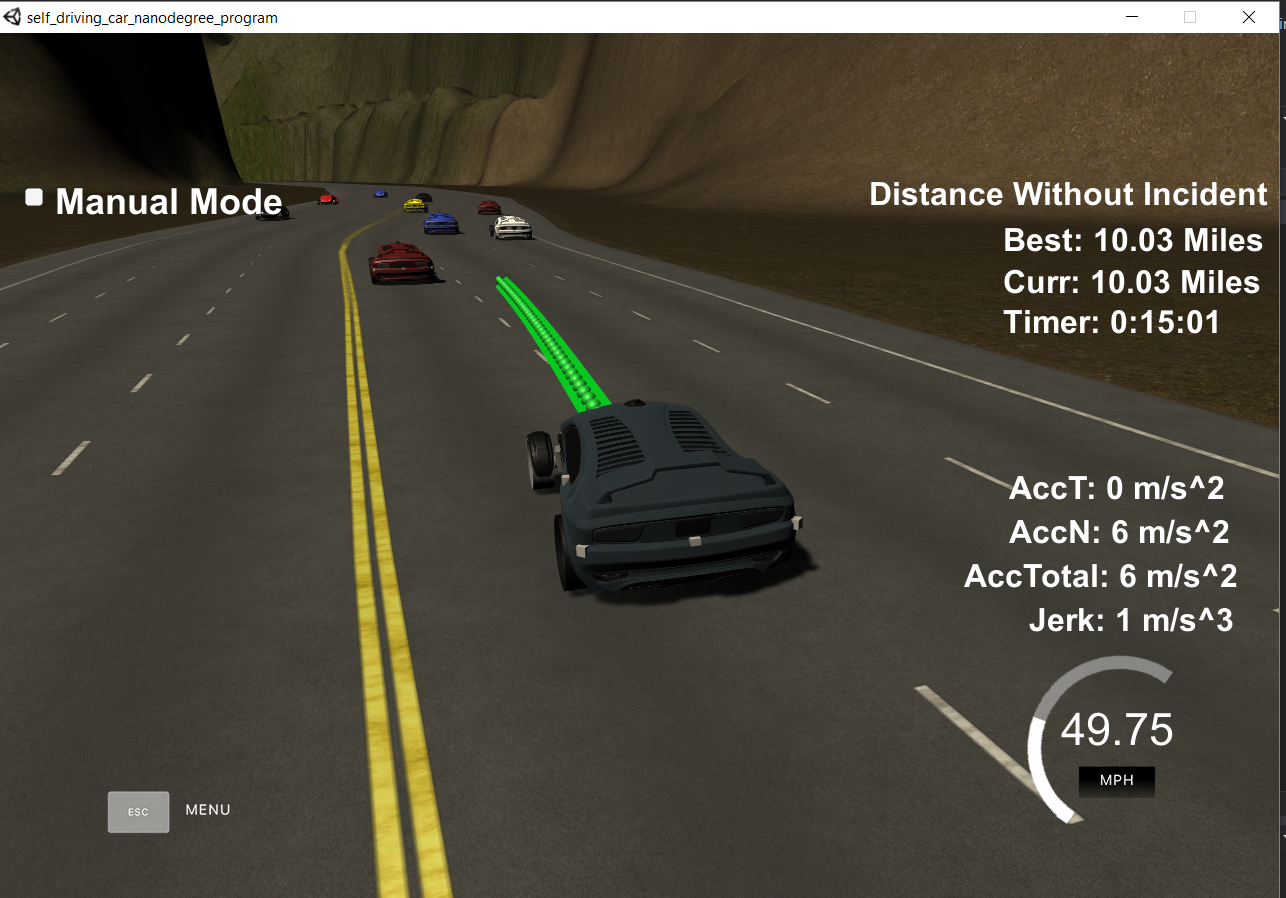 self_driving_car_nanodegree_program
Manual Mode
Distance Without Incident
Best: 10.03 Miles
Curr: 10.03 Miles
Timer: 0:15:01
AccT: 0 m/s^2
AccN: 6 m/s^2
AccTotal: 6 m/s^2
Jerk: 1 m/s^3
49.75
MPH
ESC MENU